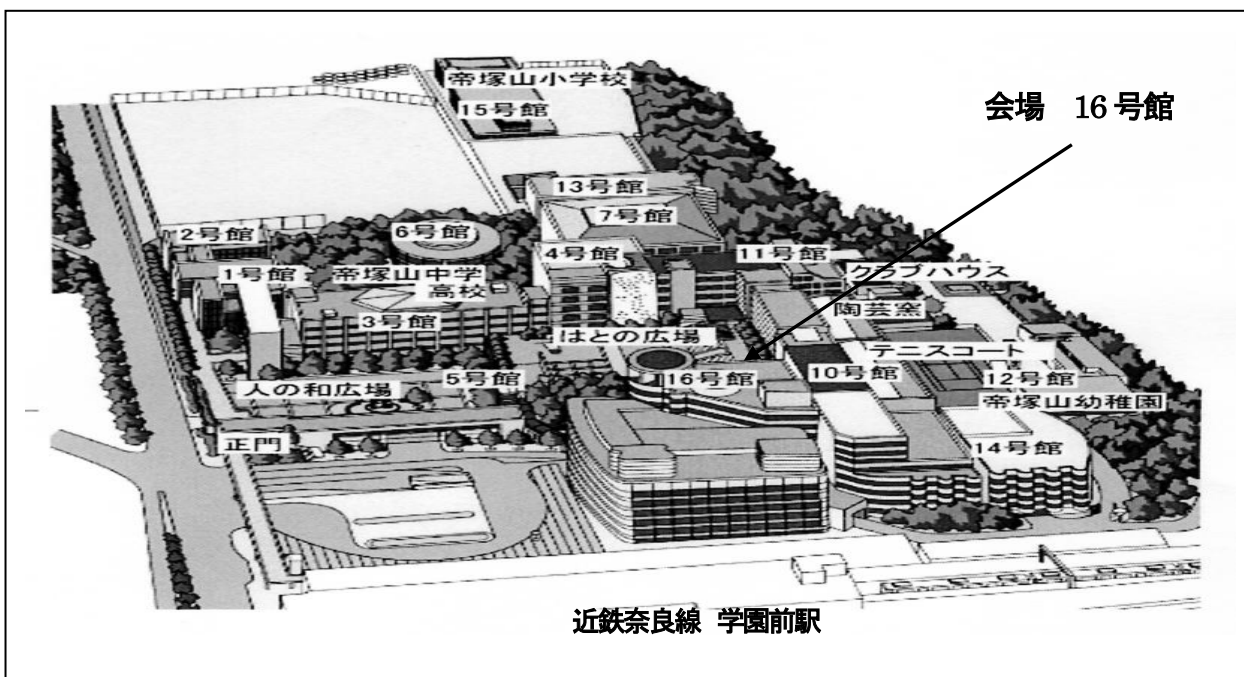 帝塚山小学校
15号館
会場 16号館
13号館
7号館
2号館
6号館
4号館
11号館
1号館
帝塚山中学
高校
クラブハウス
3号館
陶芸窯
はとの広場
テニスコート
人の和広場
5号館
16号館
10号館
12号館
帝塚山幼稚園
正門
14号館
近鉄奈良線 学園前駅